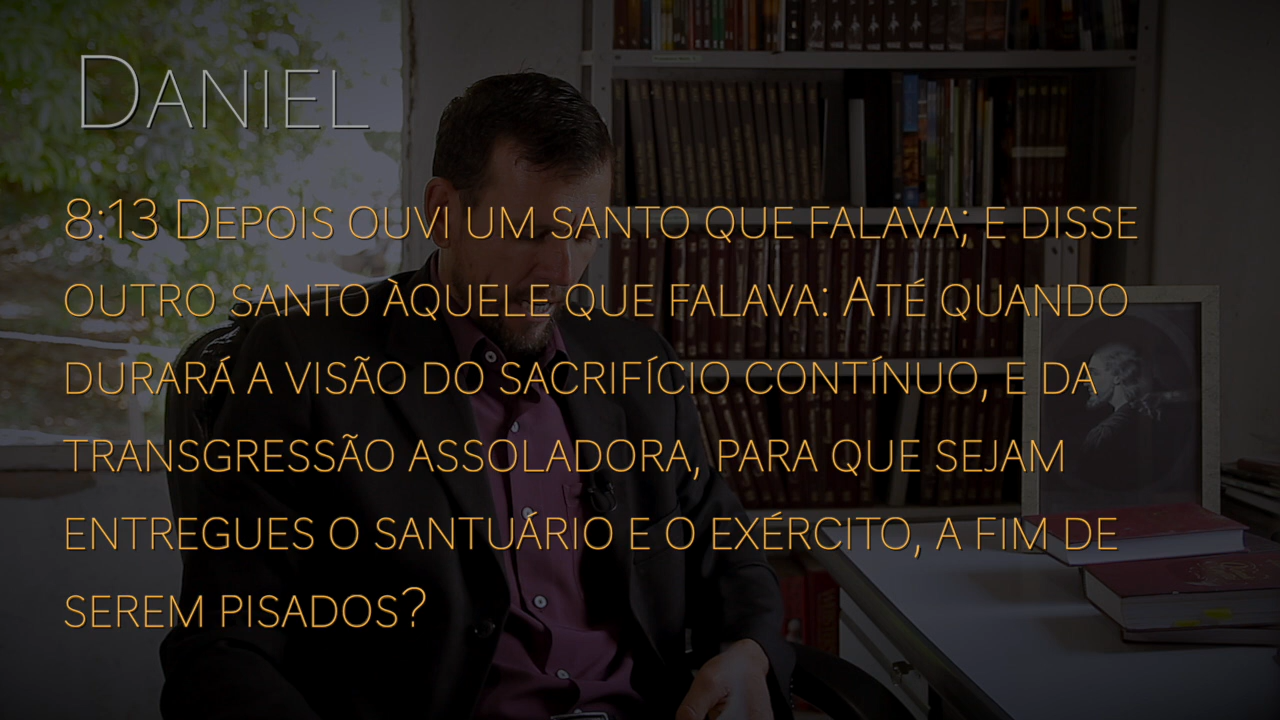 Daniel
8:13 Depois ouvi um santo que falava; e disse
outro santo àquele que falava: Até quando
durará a visão do sacrifício contínuo, e da
transgressão assoladora, para que sejam
entregues o santuário e o exército, a fim de
serem pisados?